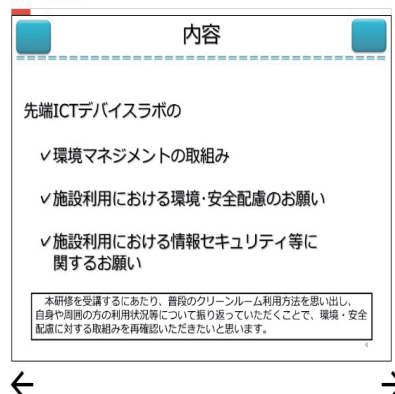 内容
先端ICTデバイスラボの
✓環境マネジメントの取組み
✓施設利用における環境･安全配慮のお願い
✓施設利用における情報セキュリティ等に
関するお願い
本研修を受講するにあたり、普段のクリーンルーム利用方法を思い出し、
自身や周囲の方の利用状況等について振り返っていただくことで、環境・安全
配慮に対する取組みを再確認いただきたいと思います。
4